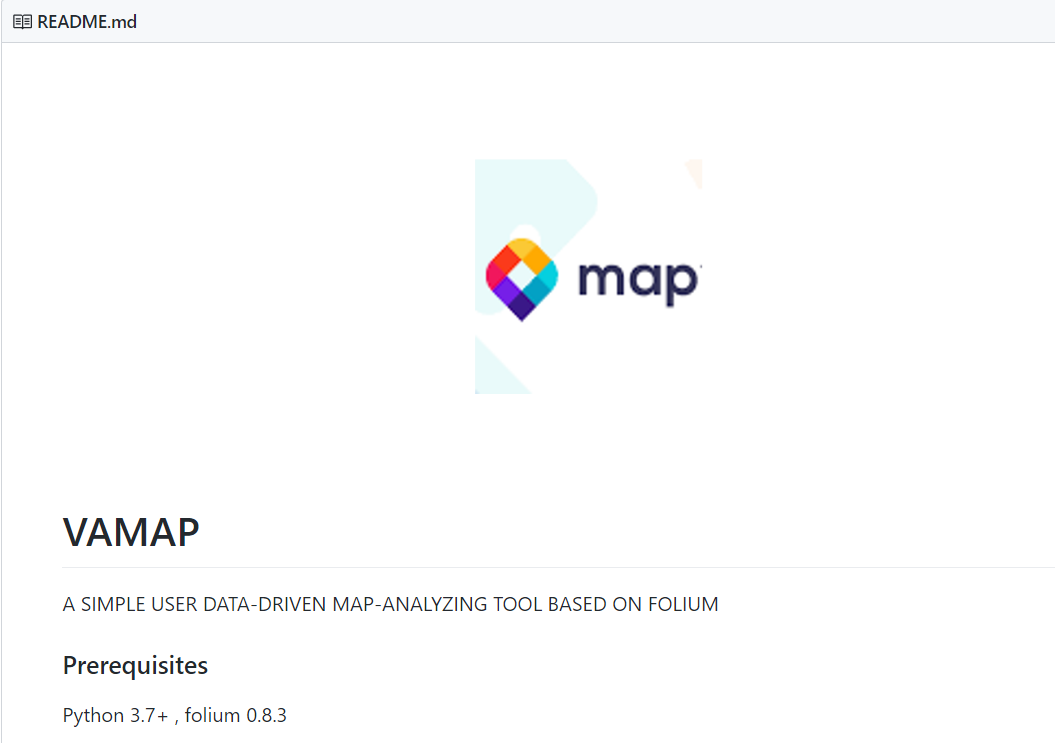 README.md
map
VAMAP
A SIMPLE USER DATA-DRIVEN MAP-ANALYZING TOOL BASED ON FOLIUM
Prerequisites
Python 3.7+ , folium 0.8.3